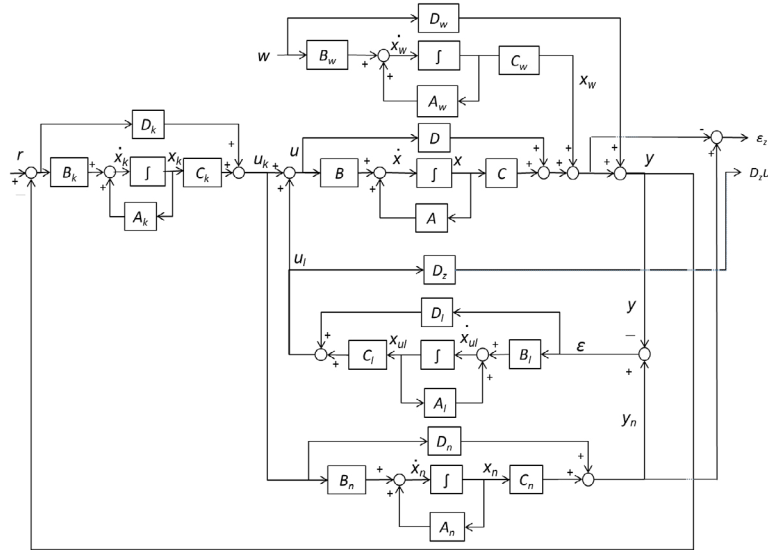 D_w
w
B_w
+
ẋ_w
∫
C_w
+
A_w
x_w
D_k
D
-
ε_z
r
ẋ_k
x_k
+
u_k
u
ẋ
x
+
+
+
y
+
D_zu
+
B_k
+
∫
C_k
+
+
B
+
∫
C
+
+
+
-
+
A_k
+
+
A
u_l
D_z
D_l
y
+
x_ul
ẋ_ul
-
+
C_l
∫
+
B_l
ε
+
A_l
+
y_n
D_n
+
B_n
+
ẋ_n
∫
x_n
C_n
+
+
A_n